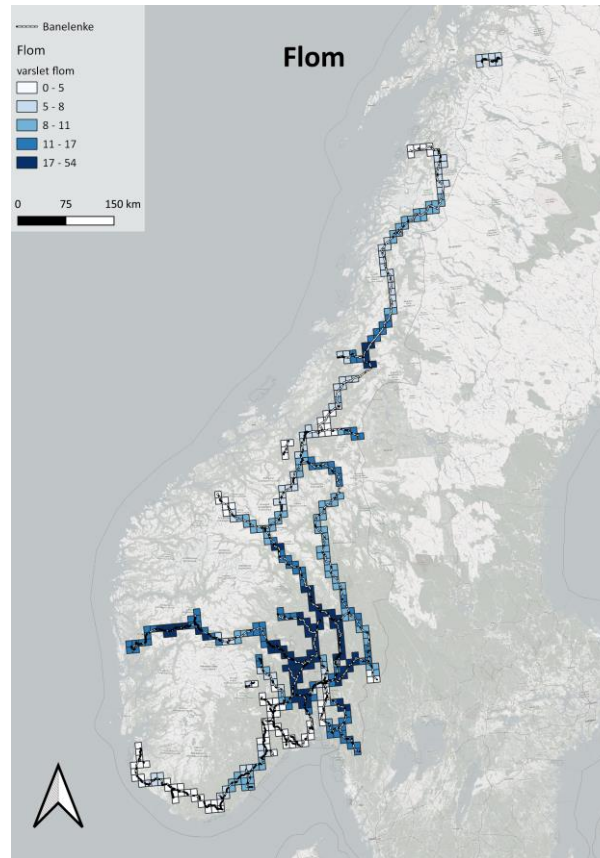 Banelenke
Flom
Flom
varslet flom
0 - 5
5 - 8
8 - 11
11 - 17
17 - 54
0 75 150 km